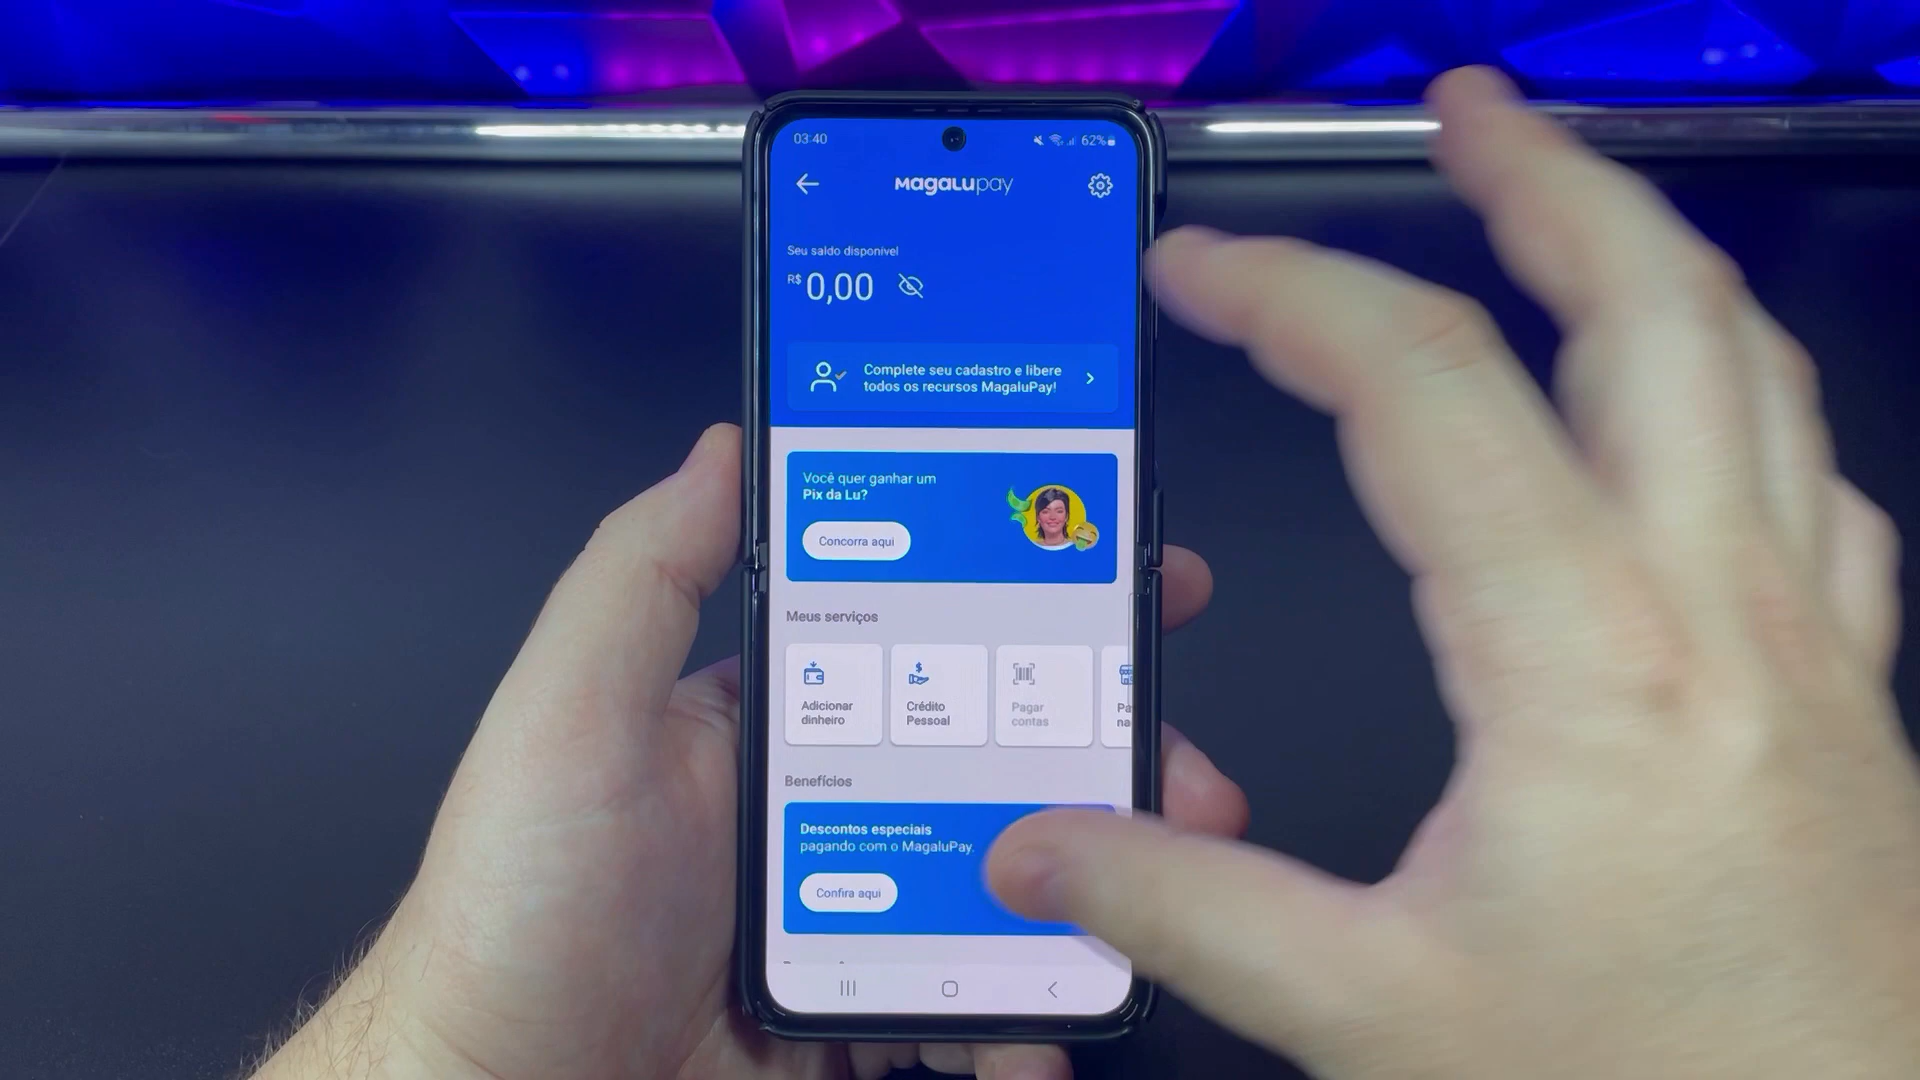 03:40
62%
magalupay
Seu saldo disponível
R$ 0,00
Complete seu cadastro e libere
todos os recursos MagaluPay!
Você quer ganhar um
Pix da Lu?
Concorra aqui
Meus serviços
Adicionar
dinheiro
Crédito
Pessoal
Pagar
contas
Benefícios
Descontos especiais
pagando com o MagaluPay.
Confira aqui